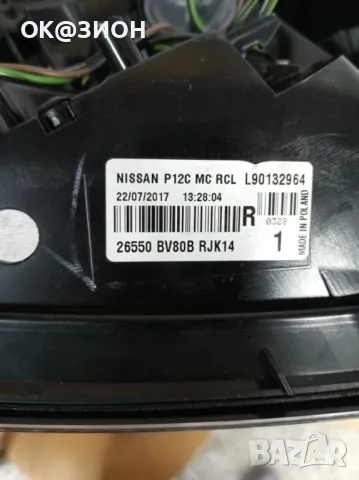 ОК@ЗИОН
NISSAN P12C MC RCL L90132964
22/07/2017 13:28:04
R
0328
26550 BV80B RJK14
1
MADE IN POLAND
BAZAR